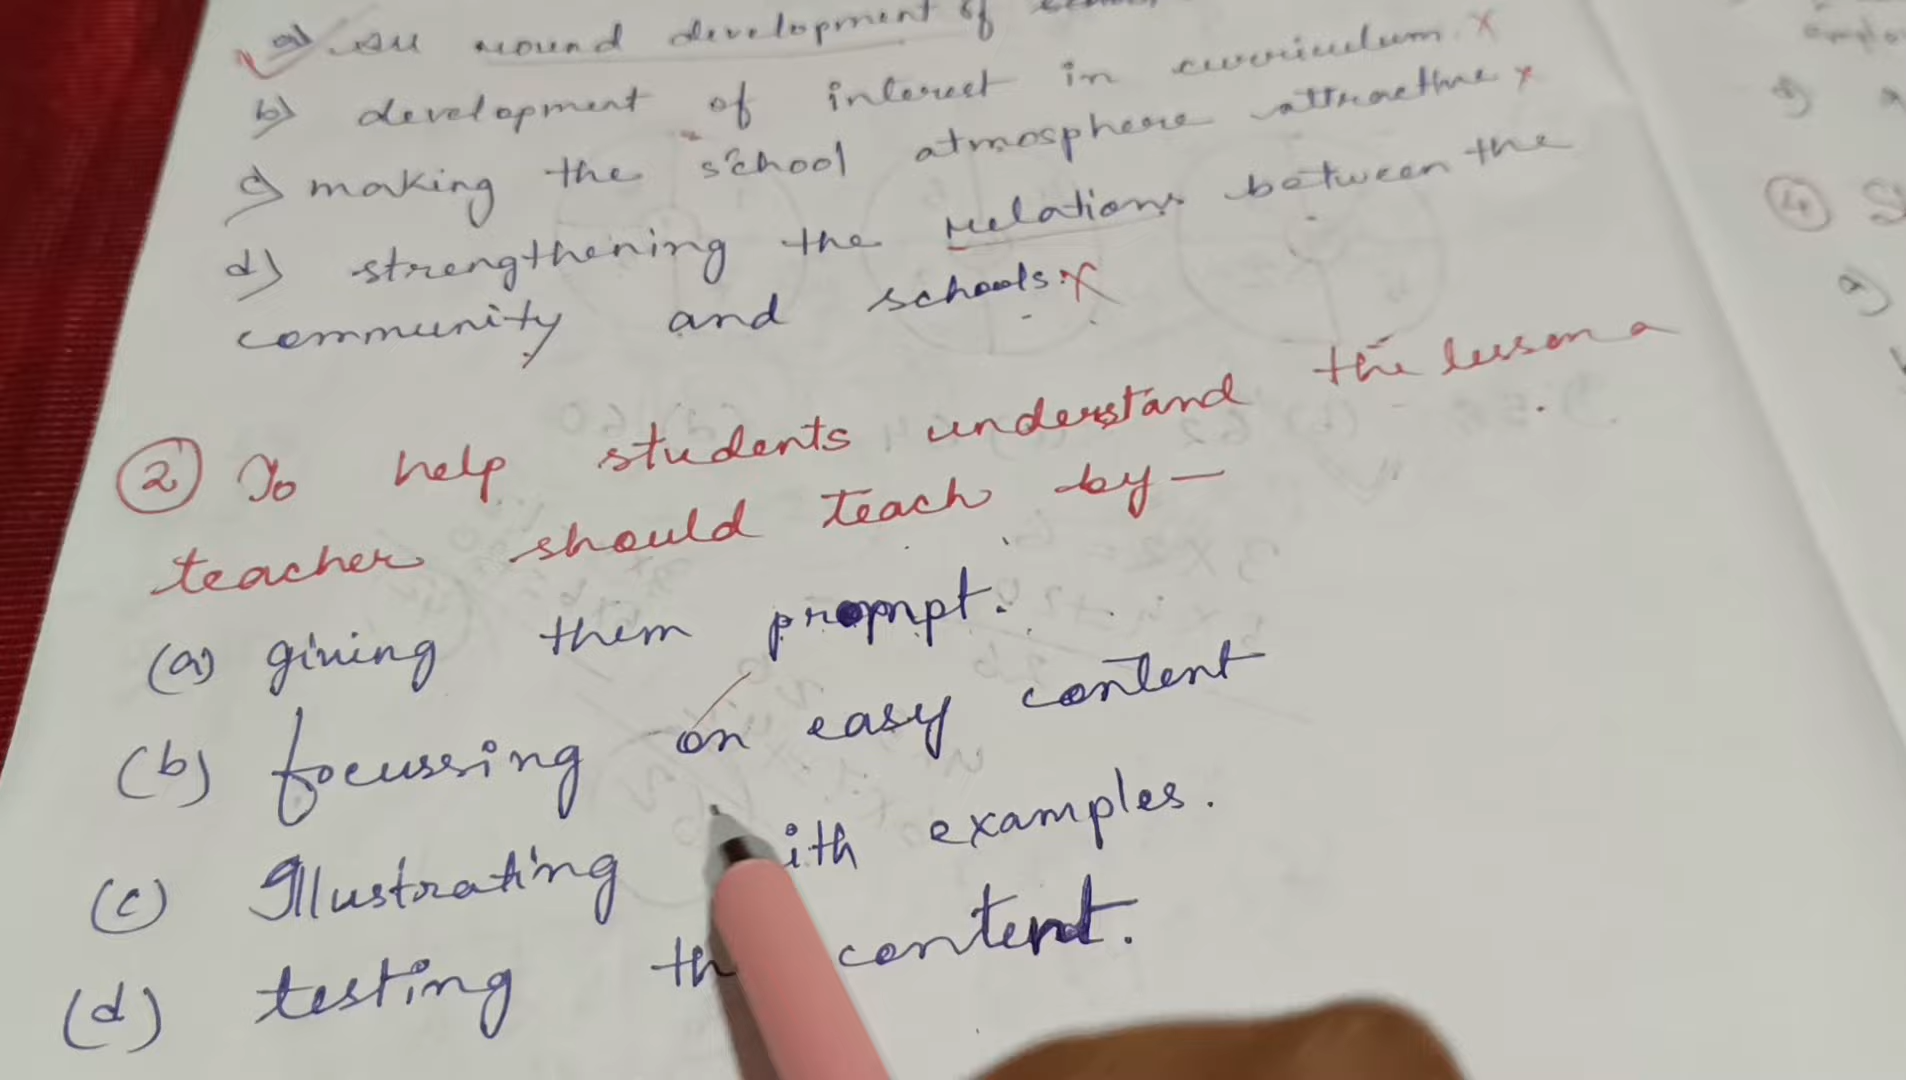 a) All round development of
b) development of interest in curriculum. x
c) making the school atmosphere attractive x
d) strengthening the relations between the
community and schools. x
② To help students understand the lesson a
teacher should teach by —
(a) giving them prompt.
(b) focussing on easy content
(c) Illustrating with examples.
(d) testing the content.
④
a)